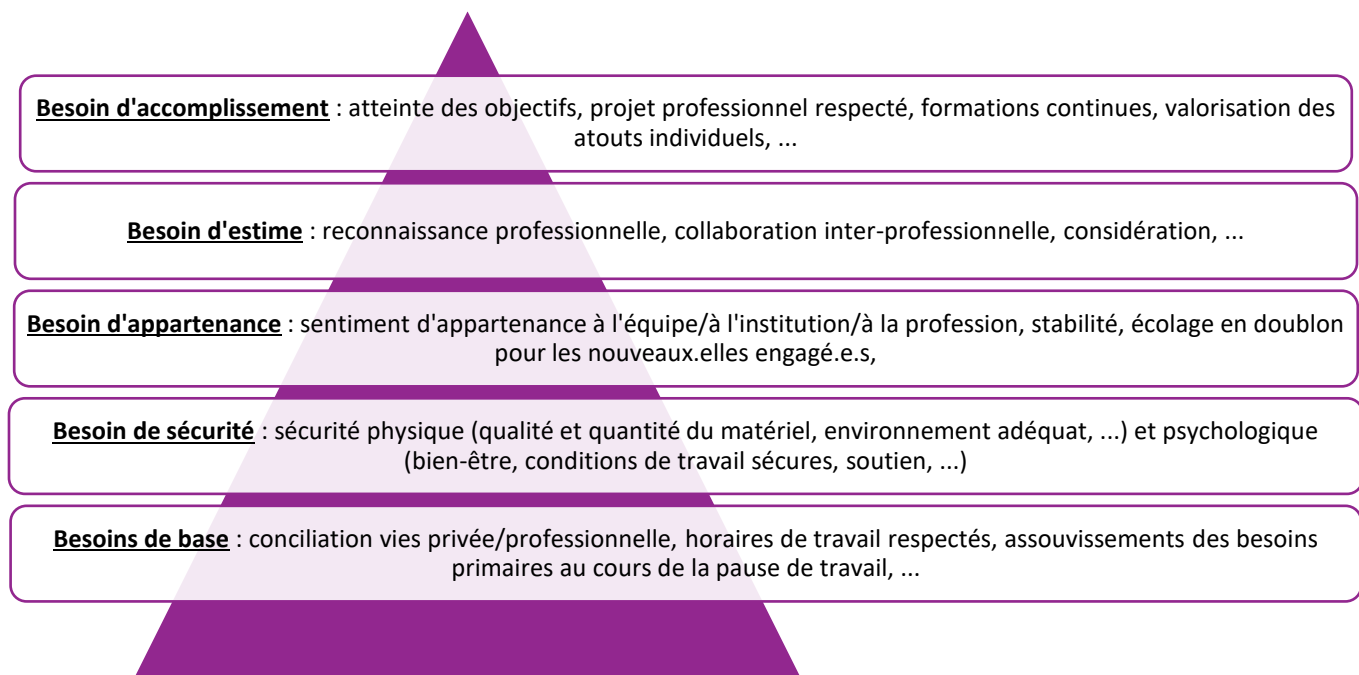 Besoin d'accomplissement : atteinte des objectifs, projet professionnel respecté, formations continues, valorisation des
atouts individuels, ...
Besoin d'estime : reconnaissance professionnelle, collaboration inter-professionnelle, considération, ...
Besoin d'appartenance : sentiment d'appartenance à l'équipe/à l'institution/à la profession, stabilité, écolage en doublon
pour les nouveaux.elles engagé.e.s,
Besoin de sécurité : sécurité physique (qualité et quantité du matériel, environnement adéquat, ...) et psychologique
(bien-être, conditions de travail sécures, soutien, ...)
Besoins de base : conciliation vies privée/professionnelle, horaires de travail respectés, assouvissements des besoins
primaires au cours de la pause de travail, ...